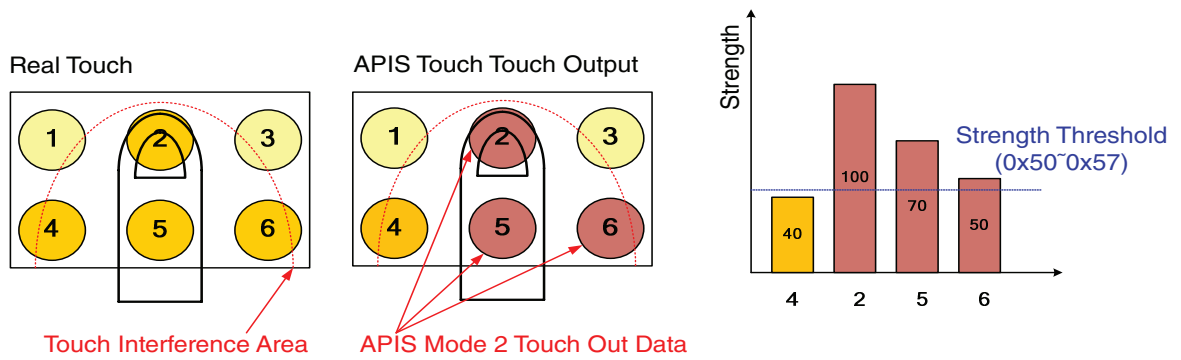 Real Touch
1
2
3
4
5
6
Touch Interference Area
APIS Touch Touch Output
1
2
3
4
5
6
APIS Mode 2 Touch Out Data
Strength
Strength Threshold
(0x50~0x57)
40
100
70
50
4 2 5 6